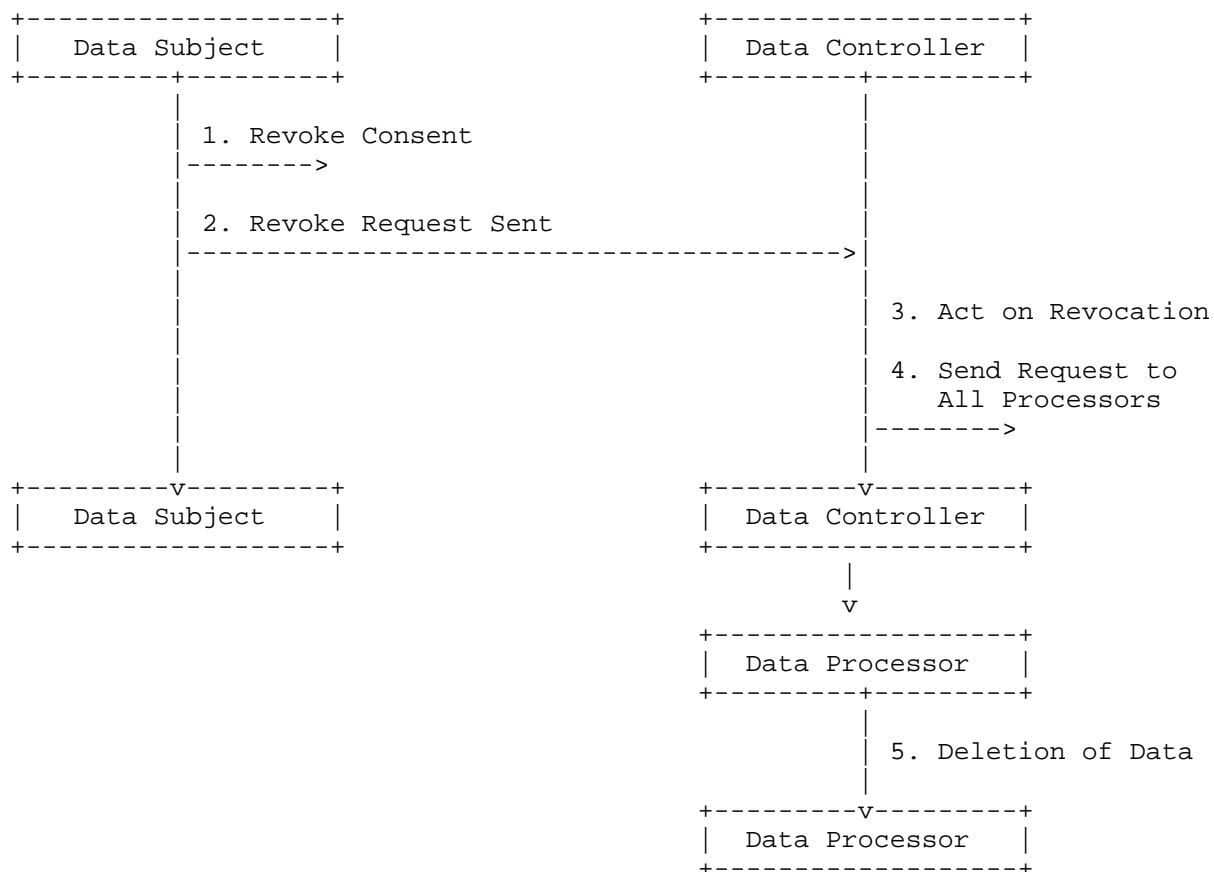 Data Subject
Data Controller
1. Revoke Consent
2. Revoke Request Sent
3. Act on Revocation
4. Send Request to
All Processors
Data Subject
Data Controller
Data Processor
5. Deletion of Data
Data Processor